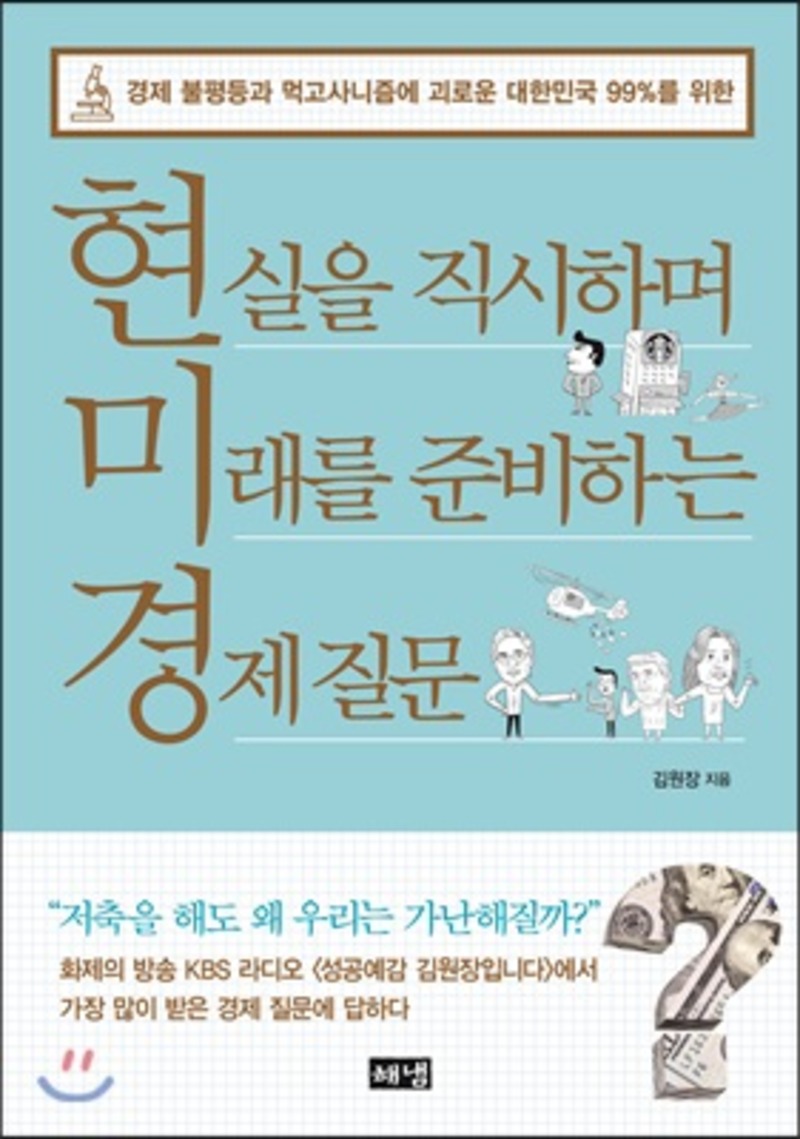 경제 불평등과 먹고사니즘에 괴로운 대한민국 99%를 위한
현실을 직시하며
미래를 준비하는
경제 질문
김원장 지음
“저축을 해도 왜 우리는 가난해질까?”
화제의 방송 KBS 라디오 〈성공예감 김원장입니다〉에서
가장 많이 받은 경제 질문에 답하다
해냄